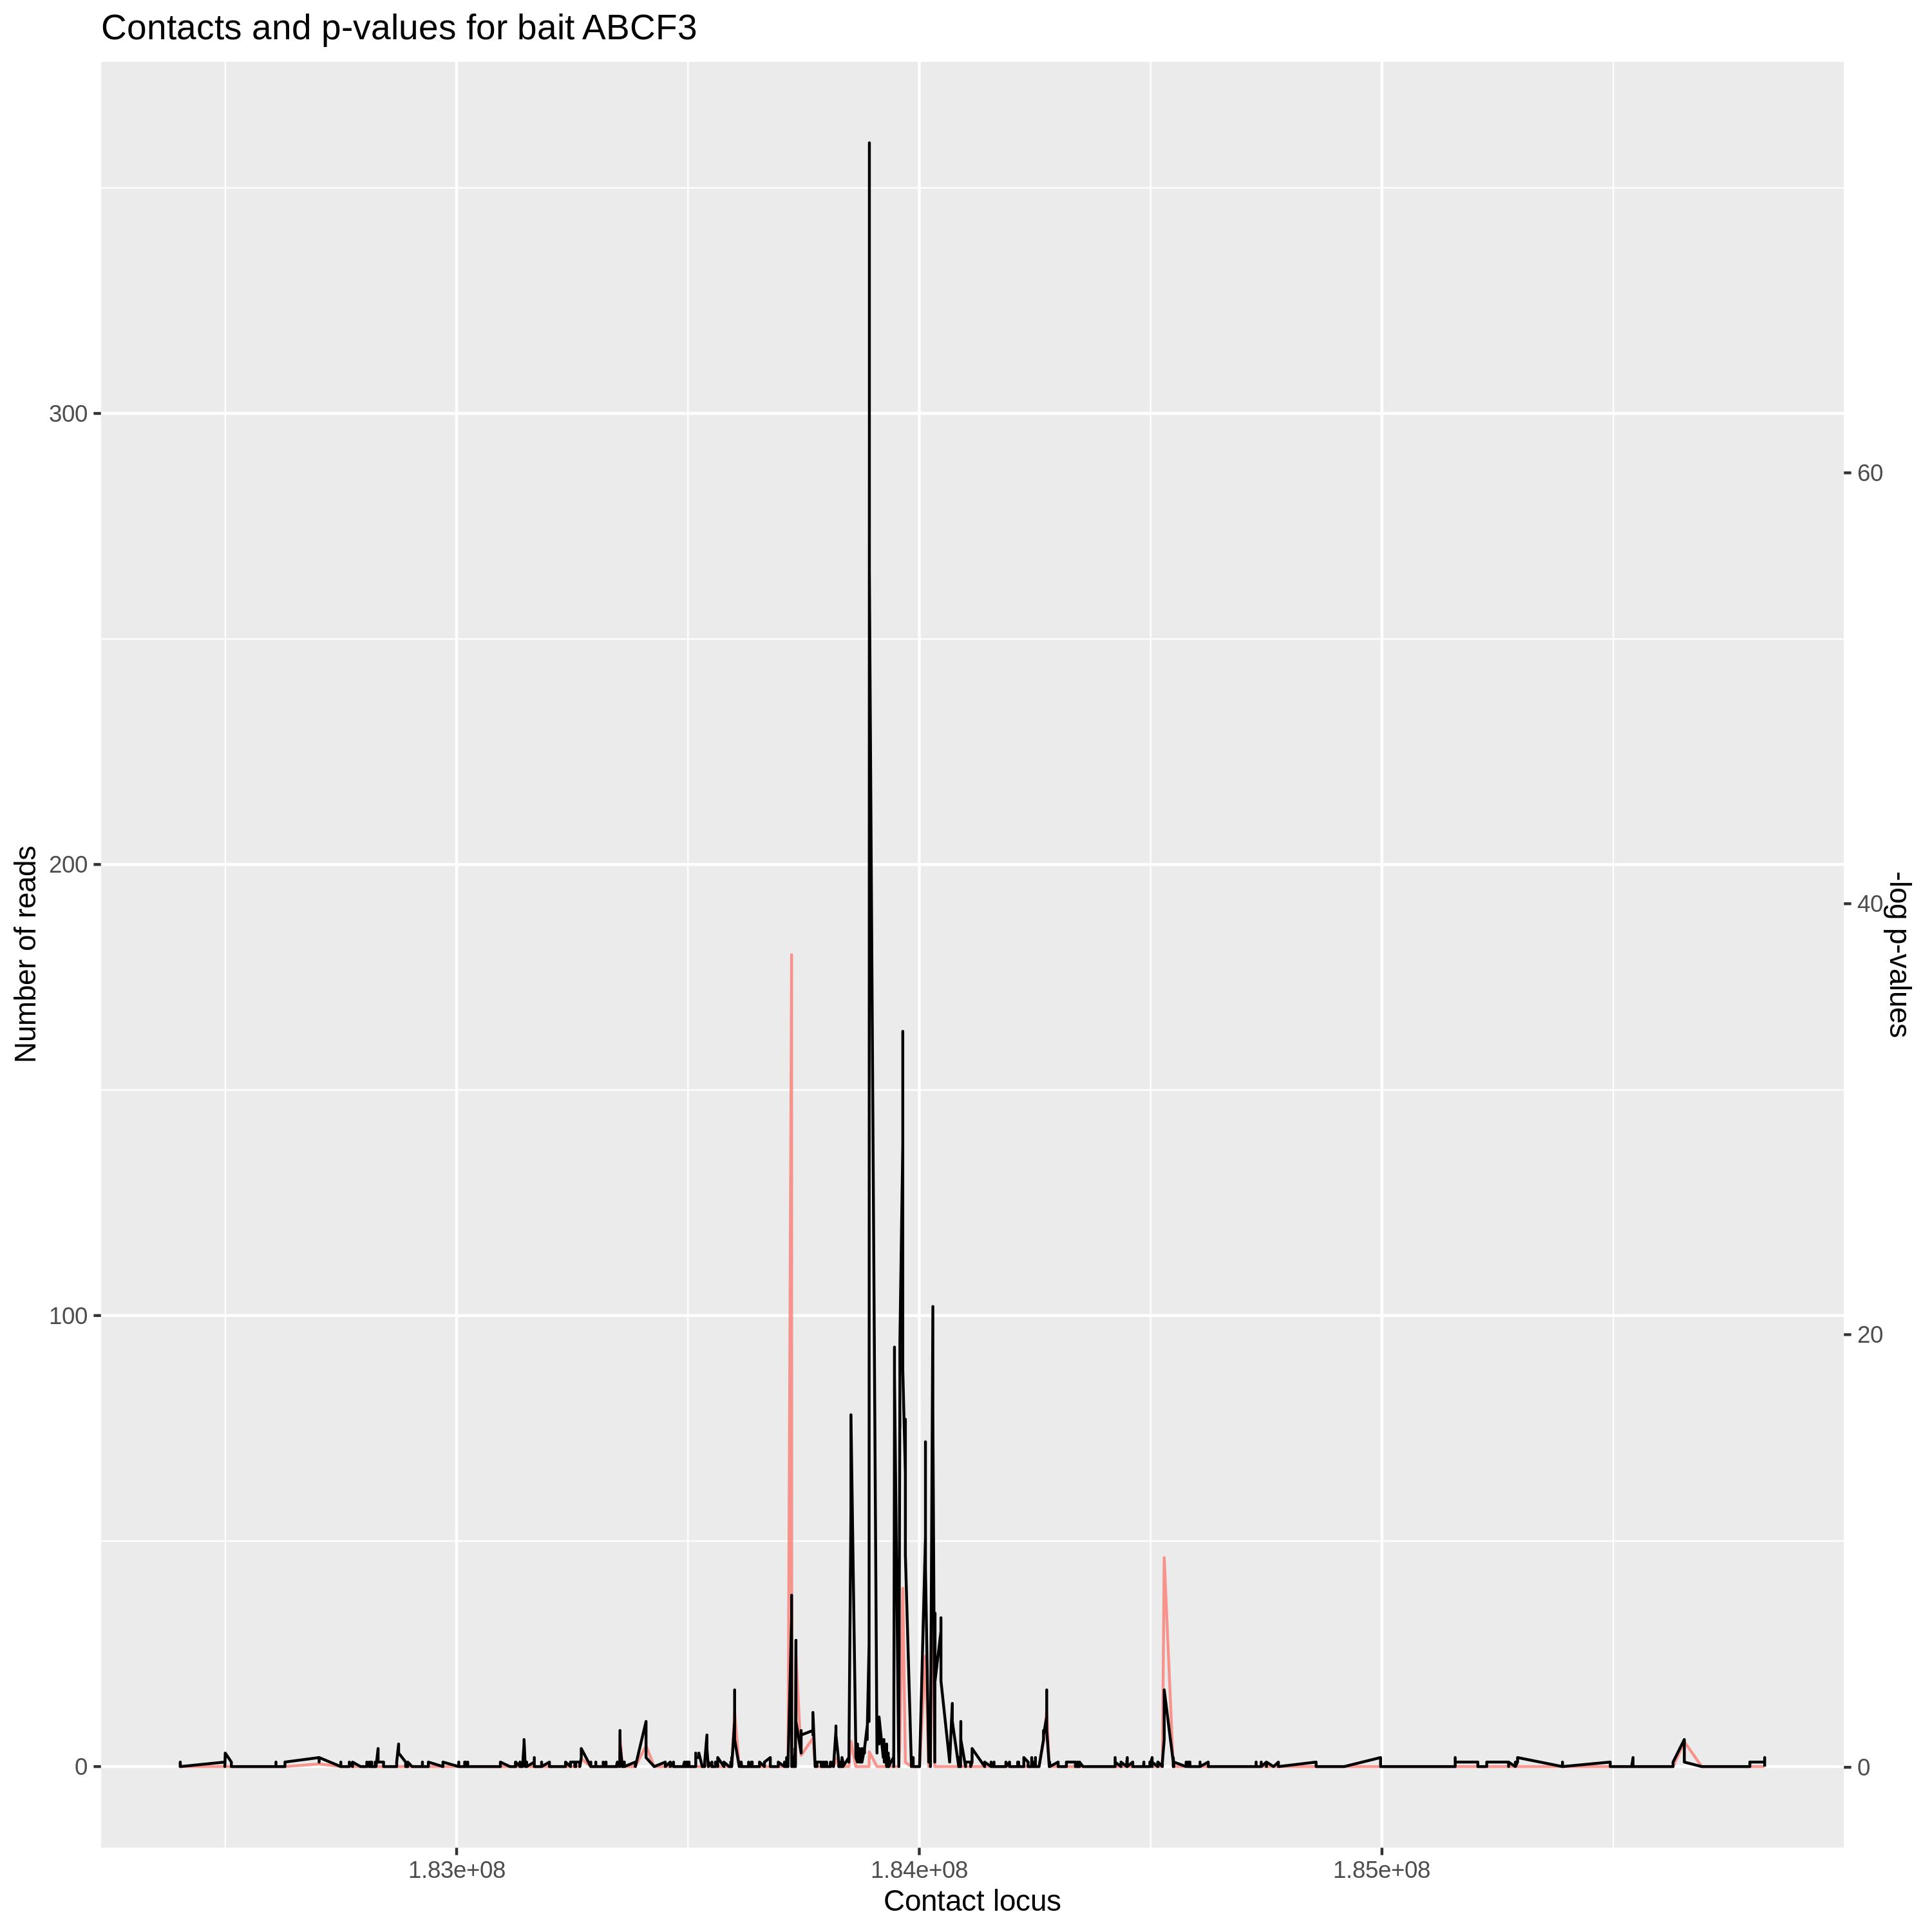 Contacts and p-values for bait ABCF3
Number of reads
300
200
100
0
60
40
20
0
-log p-values
1.83e+08
1.84e+08
1.85e+08
Contact locus